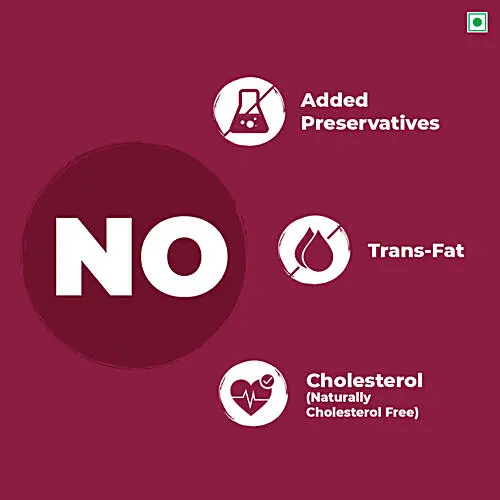 NO
Added
Preservatives
Trans-Fat
Cholesterol
(Naturally
Cholesterol Free)